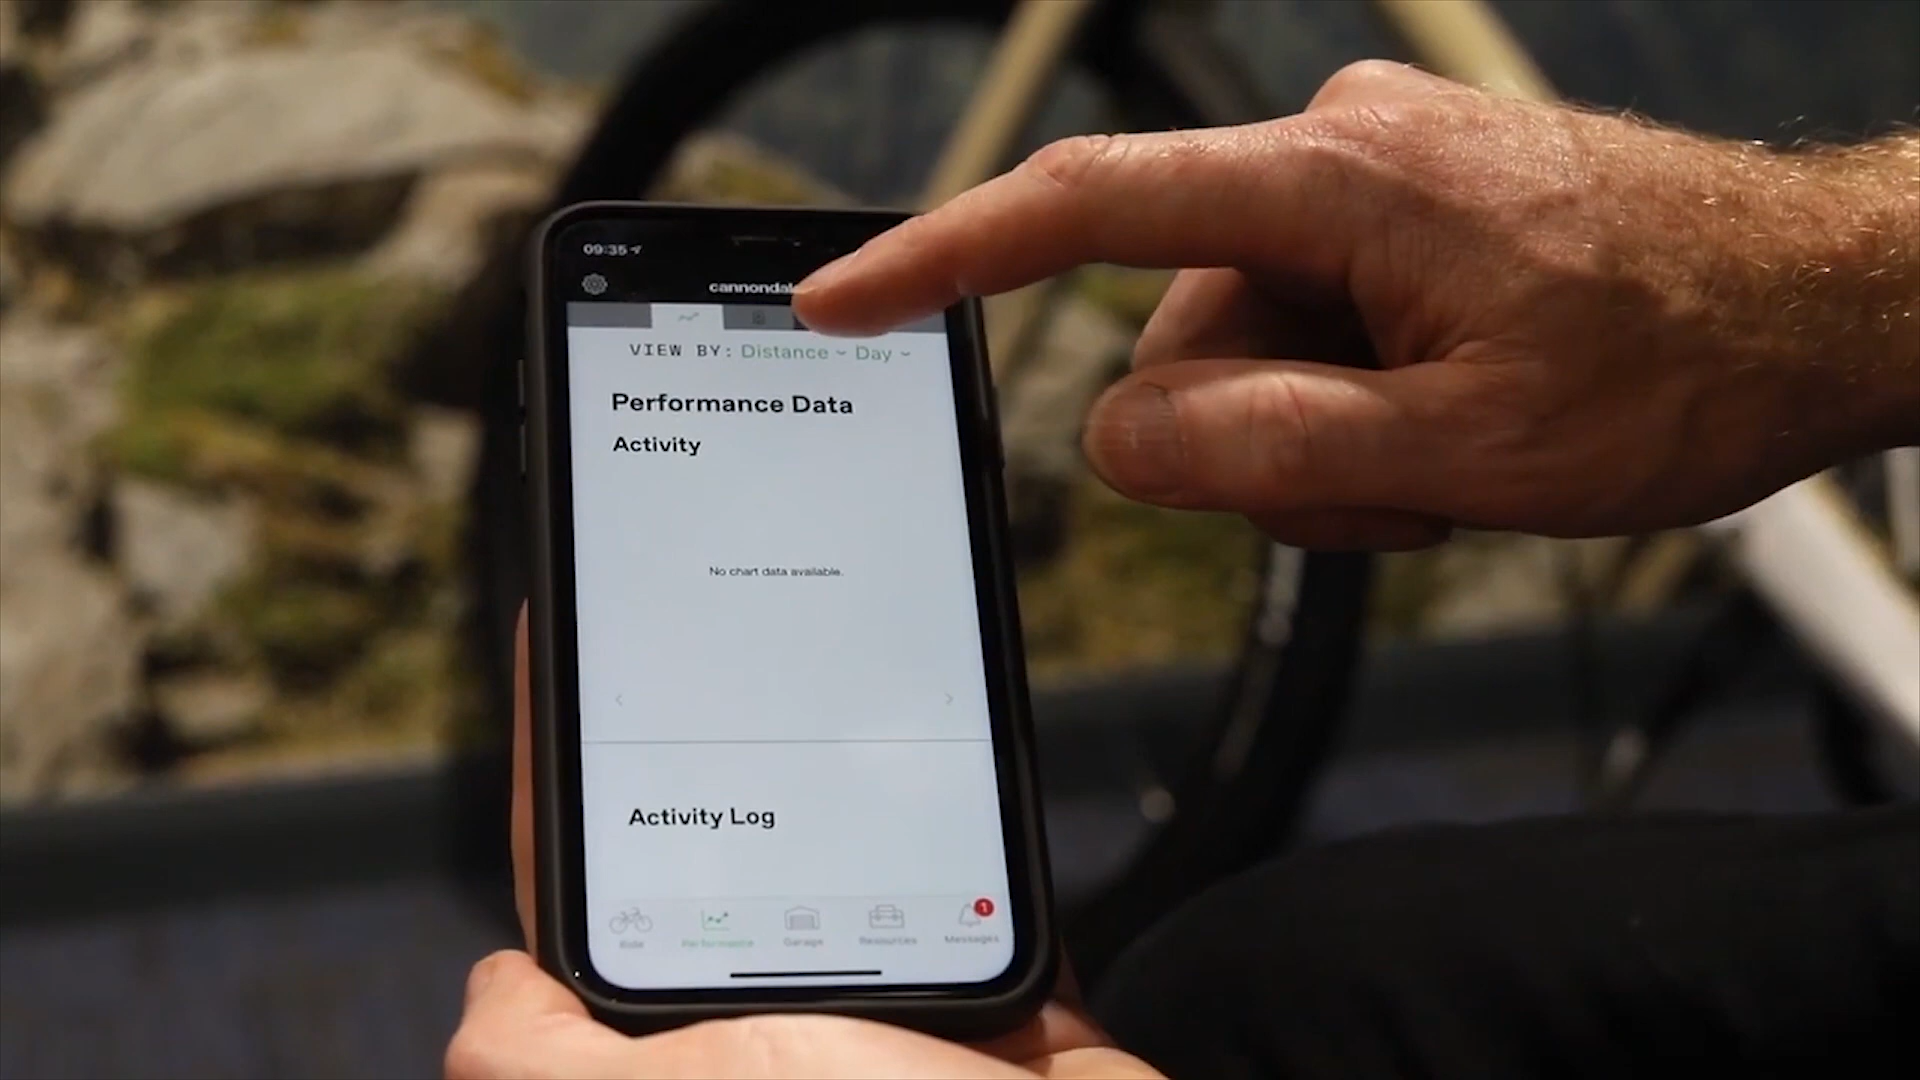 09:35
cannondale
VIEW BY: Distance Day
Performance Data
Activity
No chart data available.
Activity Log
1
Ride Performance Garage Resources Messages